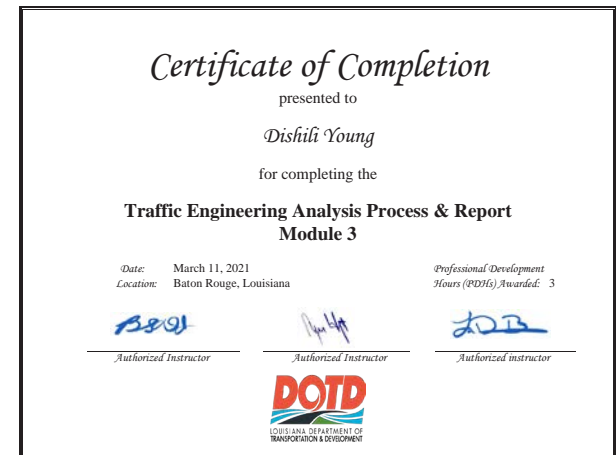 Certificate of Completion
presented to
Dishili Young
for completing the
Traffic Engineering Analysis Process & Report
Module 3
Date: March 11, 2021
Location: Baton Rouge, Louisiana
Professional Development
Hours (PDHs) Awarded: 3
Authorized Instructor
Authorized Instructor
Authorized instructor
DOTD
LOUISIANA DEPARTMENT OF
TRANSPORTATION & DEVELOPMENT